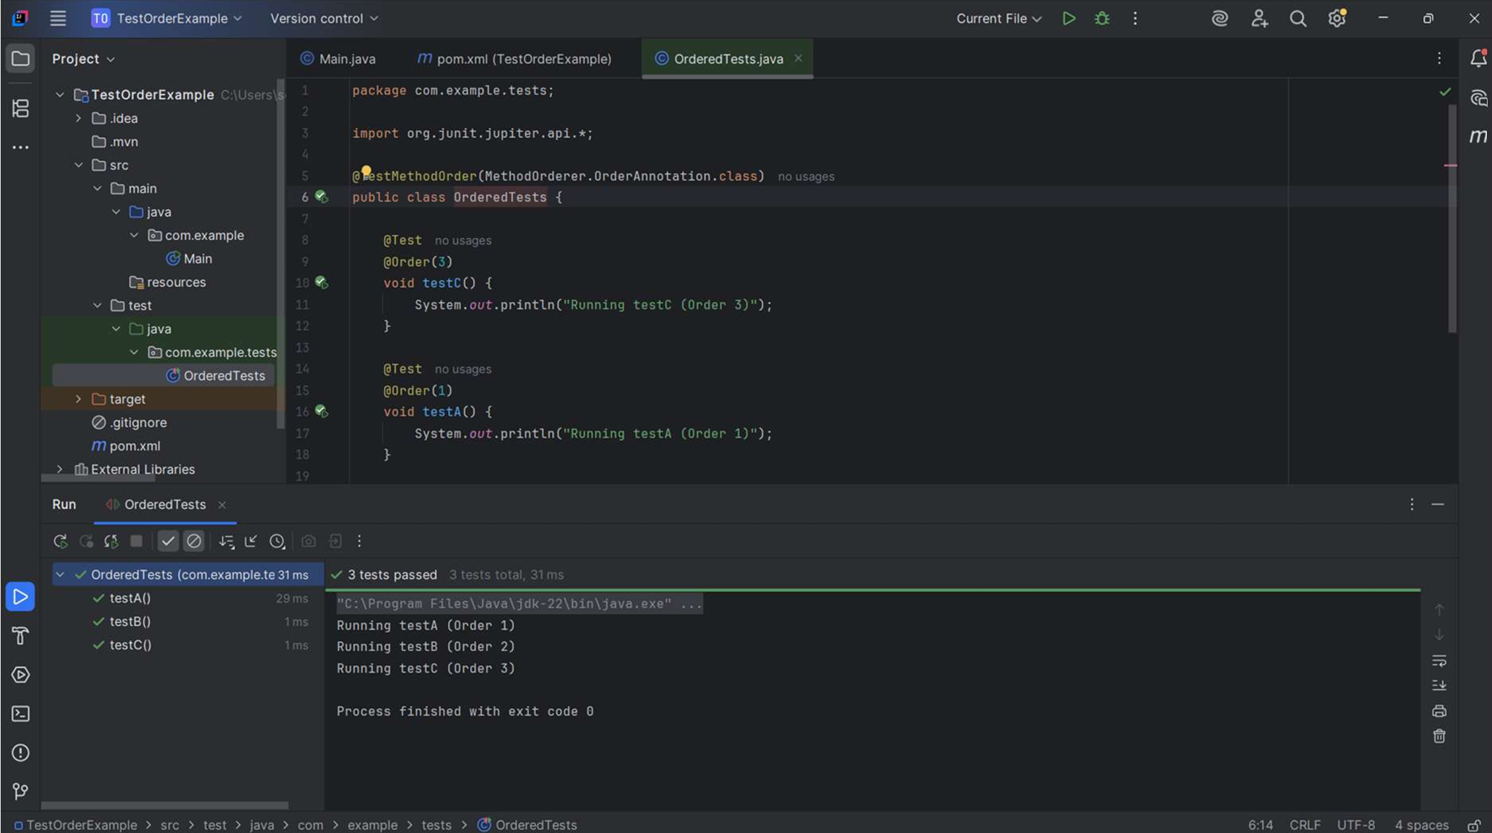 TO TestOrderExample Version control Current File
Project
Main.java
pom.xml (TestOrderExample)
OrderedTests.java
TestOrderExample C:\Users\s
.idea
.mvn
src
main
java
com.example
Main
resources
test
java
com.example.tests
OrderedTests
target
.gitignore
m pom.xml
External Libraries
1 package com.example.tests;
2
3 import org.junit.jupiter.api.*;
4
5 @TestMethodOrder(MethodOrderer.OrderAnnotation.class) no usages
6 public class OrderedTests {
7
8 @Test no usages
9 @Order(3)
10 void testC() {
11 System.out.println("Running testC (Order 3)");
12 }
13
14 @Test no usages
15 @Order(1)
16 void testA() {
17 System.out.println("Running testA (Order 1)");
18 }
19
Run OrderedTests
OrderedTests (com.example.te 31 ms
testA() 29 ms
testB() 1 ms
testC() 1 ms
3 tests passed 3 tests total, 31 ms
"C:\Program Files\Java\jdk-22\bin\java.exe" ...
Running testA (Order 1)
Running testB (Order 2)
Running testC (Order 3)
Process finished with exit code 0
TestOrderExample > src > test > java > com > example > tests > OrderedTests
6:14 CRLF UTF-8 4 spaces